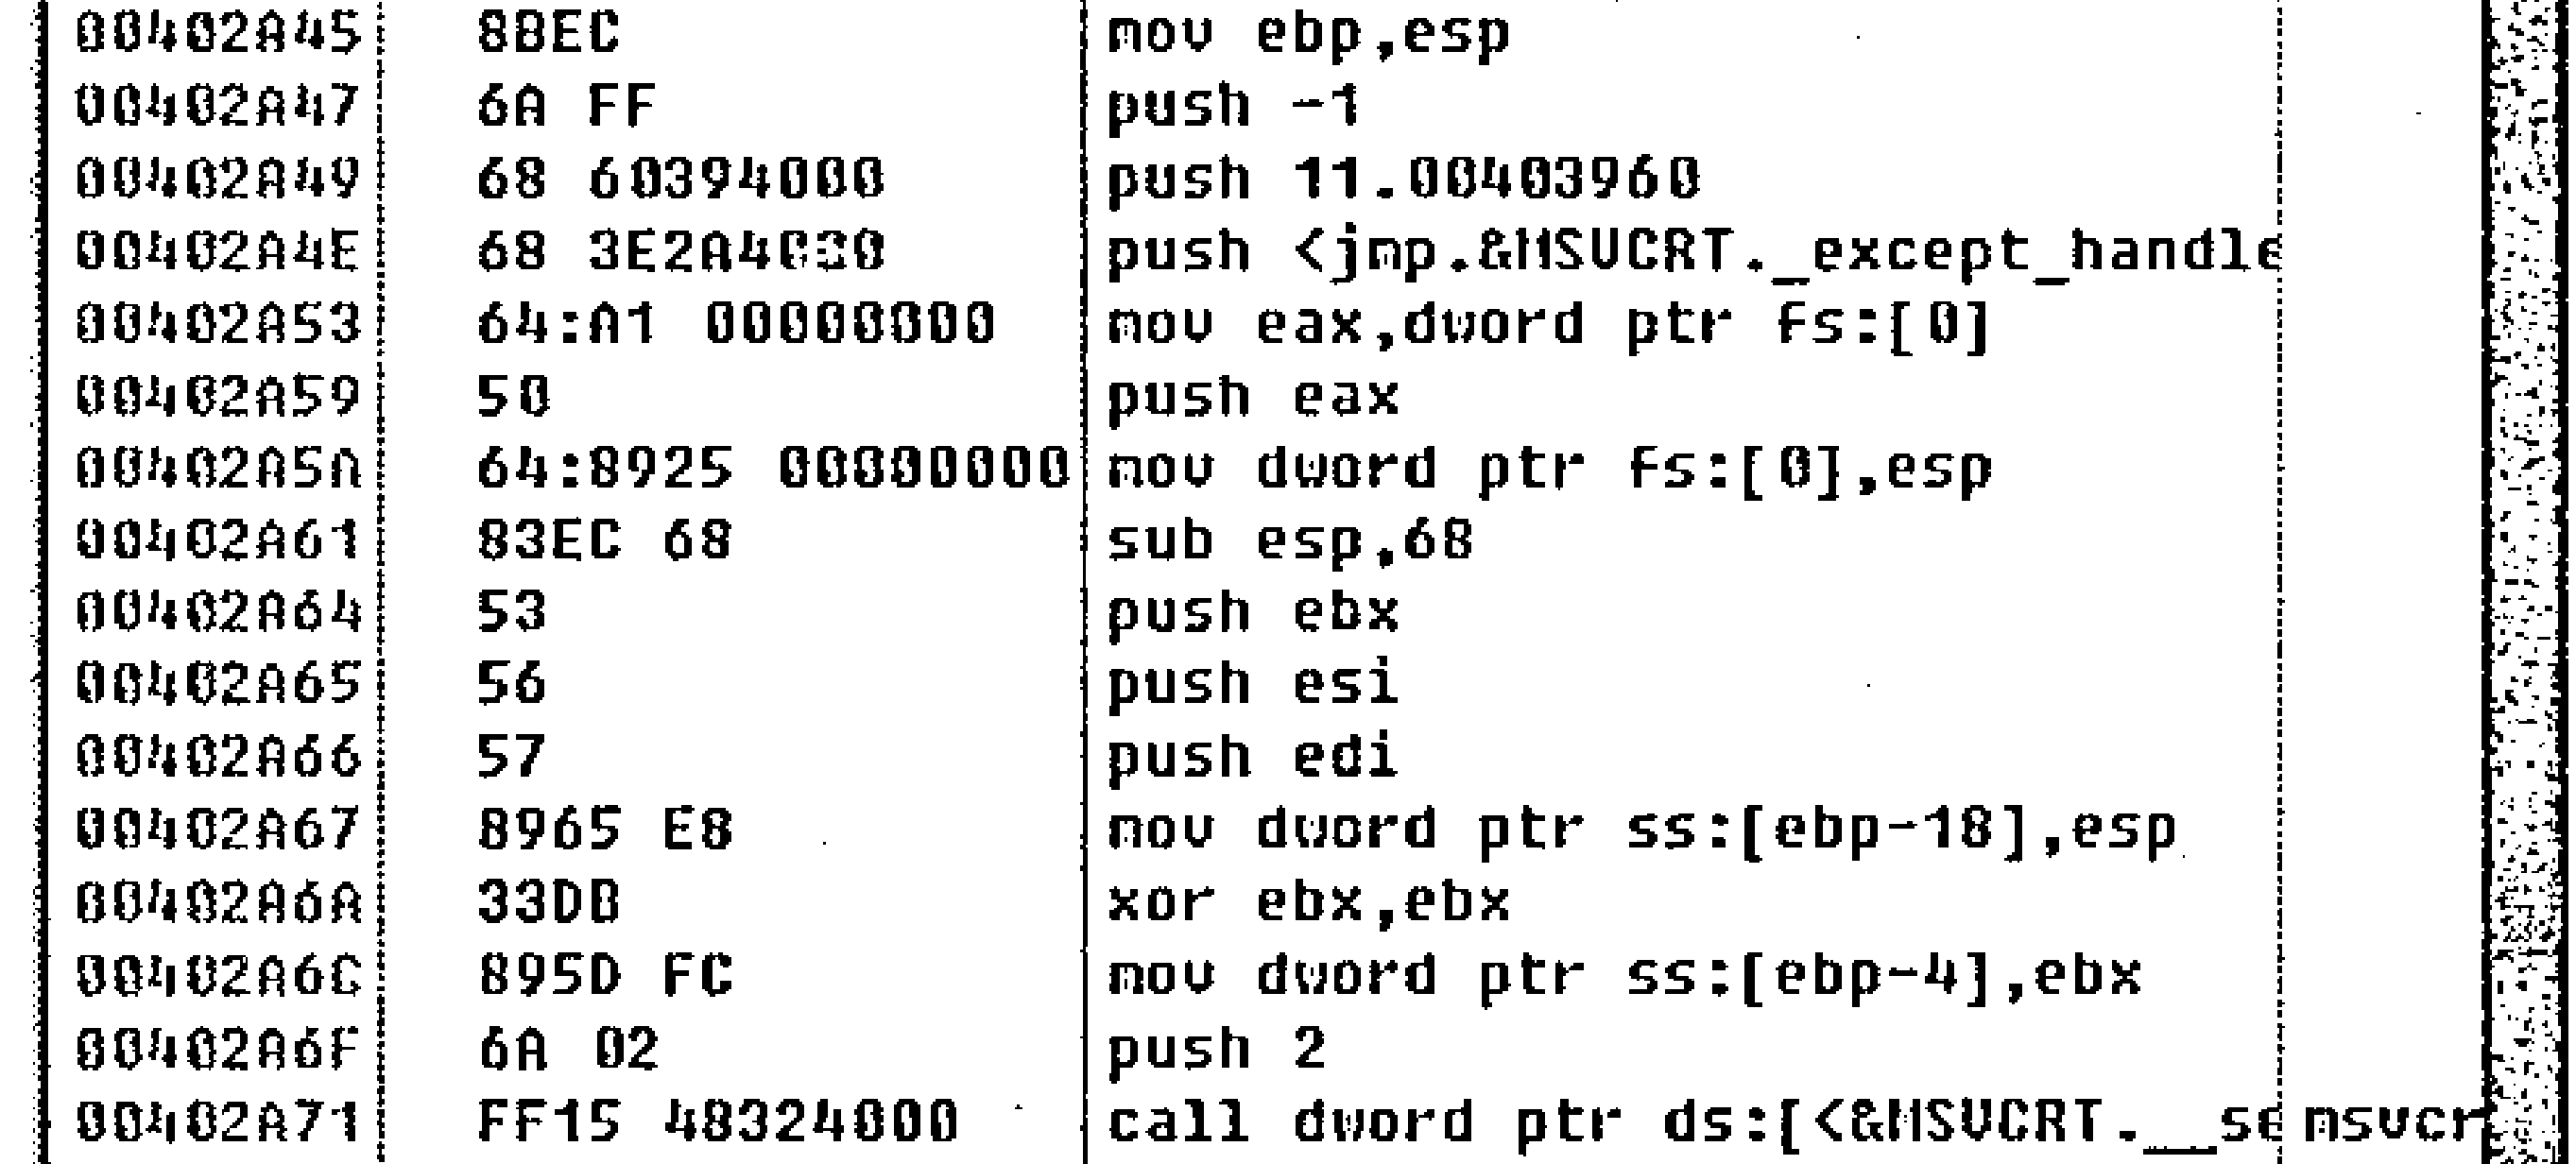 00402A45 8BEC mov ebp,esp
00402A47 6A FF push -1
00402A49 68 60394000 push 11.00403960
00402A4E 68 3E2A4000 push <jmp.&MSVCRT._except_handle
00402A53 64:A1 00000000 mov eax,dword ptr fs:[0]
00402A59 50 push eax
00402A5A 64:8925 00000000 mov dword ptr fs:[0],esp
00402A61 83EC 68 sub esp,68
00402A64 53 push ebx
00402A65 56 push esi
00402A66 57 push edi
00402A67 8965 E8 mov dword ptr ss:[ebp-18],esp
00402A6A 33DB xor ebx,ebx
00402A6C 895D FC mov dword ptr ss:[ebp-4],ebx
00402A6F 6A 02 push 2
00402A71 FF15 48324000 call dword ptr ds:[<&MSVCRT.__se msvcr